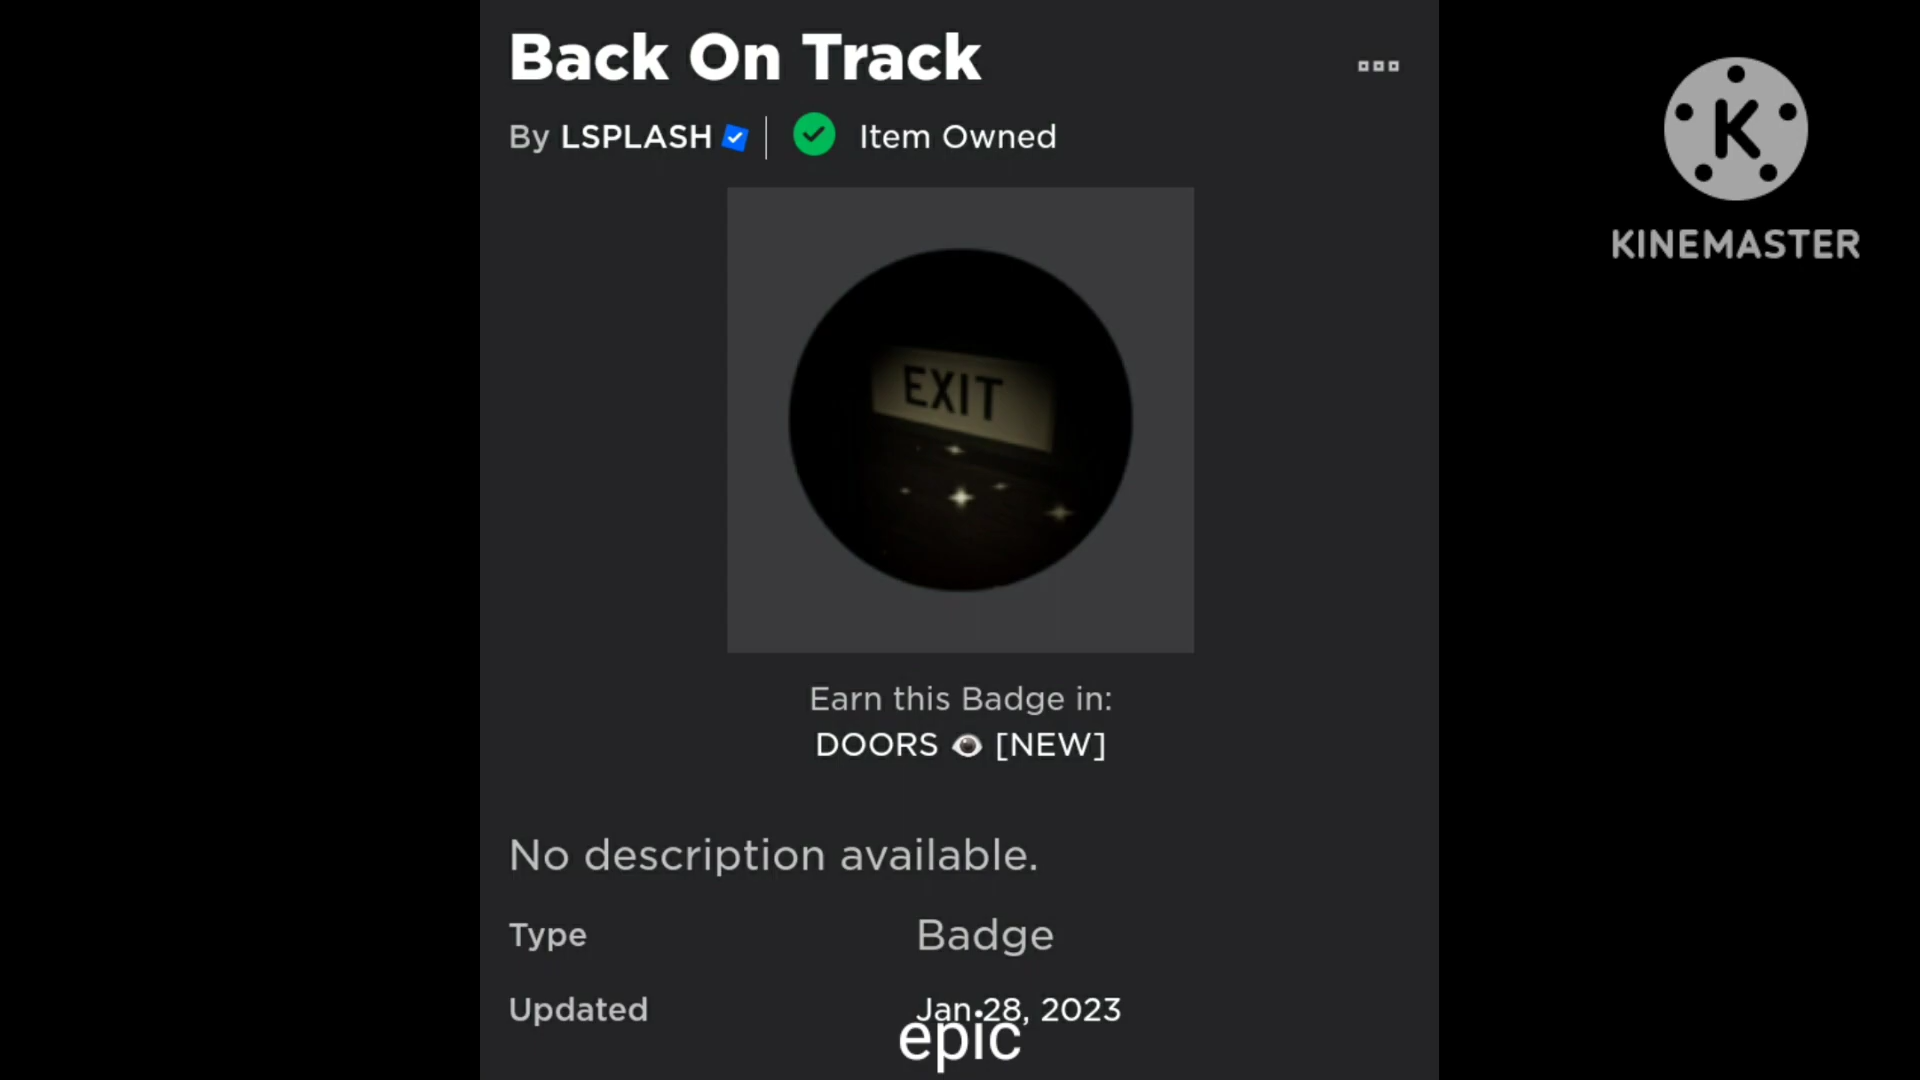 Back On Track
By LSPLASH
Item Owned
K
KINEMASTER
EXIT
Earn this Badge in:
DOORS 👁 [NEW]
No description available.
Type Badge
Updated Jan 28, 2023
epic